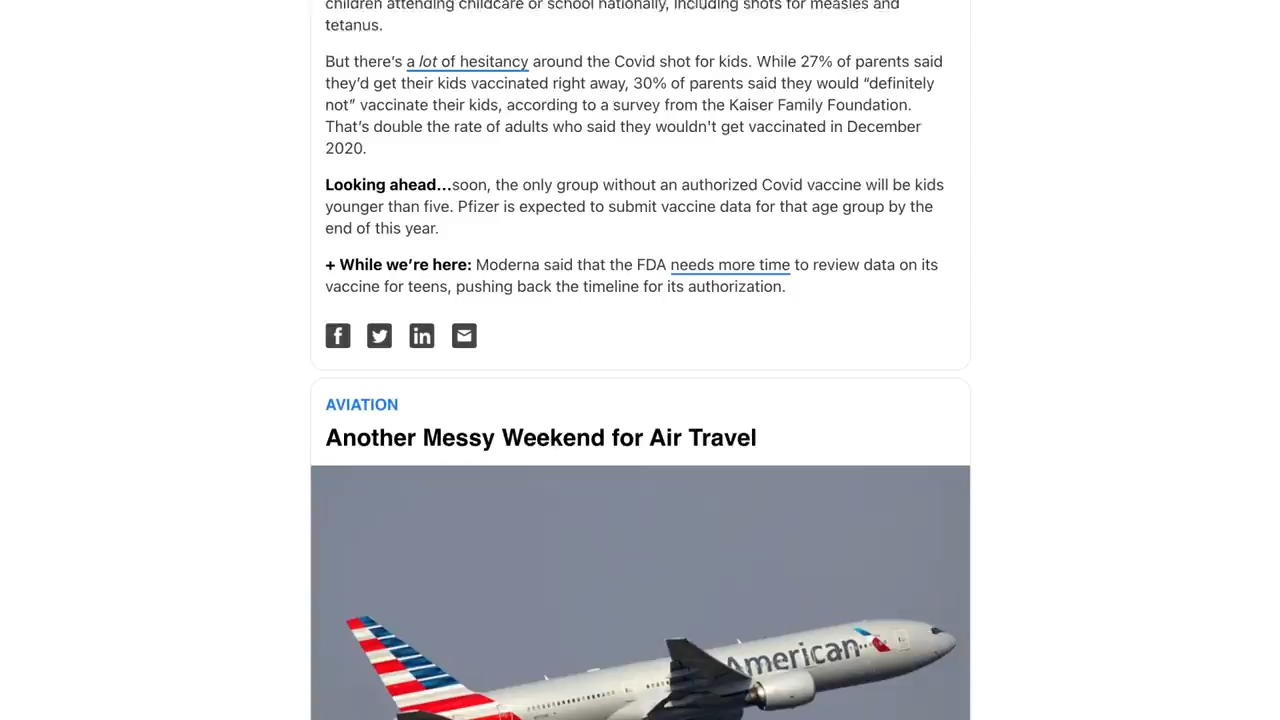 children attending childcare or school nationally, including shots for measles and
tetanus.
But there’s a lot of hesitancy around the Covid shot for kids. While 27% of parents said
they’d get their kids vaccinated right away, 30% of parents said they would “definitely
not” vaccinate their kids, according to a survey from the Kaiser Family Foundation.
That’s double the rate of adults who said they wouldn't get vaccinated in December
2020.
Looking ahead…soon, the only group without an authorized Covid vaccine will be kids
younger than five. Pfizer is expected to submit vaccine data for that age group by the
end of this year.
+ While we’re here: Moderna said that the FDA needs more time to review data on its
vaccine for teens, pushing back the timeline for its authorization.
AVIATION
Another Messy Weekend for Air Travel
American